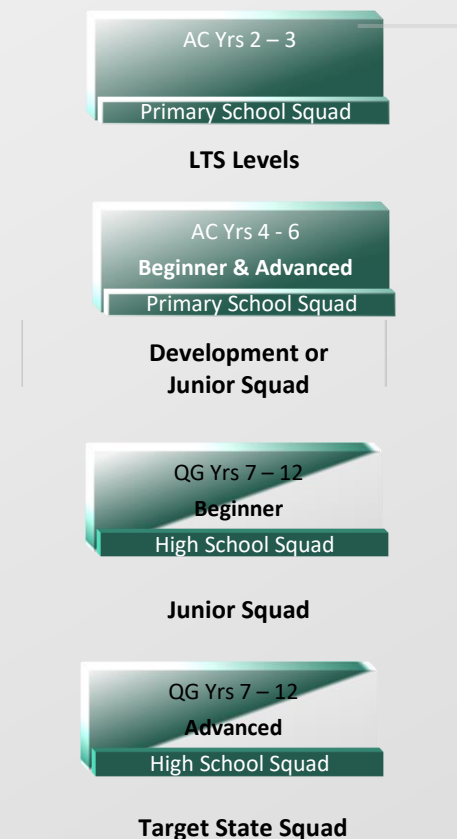 AC Yrs 2 – 3
Primary School Squad
LTS Levels
AC Yrs 4 - 6
Beginner & Advanced
Primary School Squad
Development or
Junior Squad
QG Yrs 7 – 12
Beginner
High School Squad
Junior Squad
QG Yrs 7 – 12
Advanced
High School Squad
Target State Squad